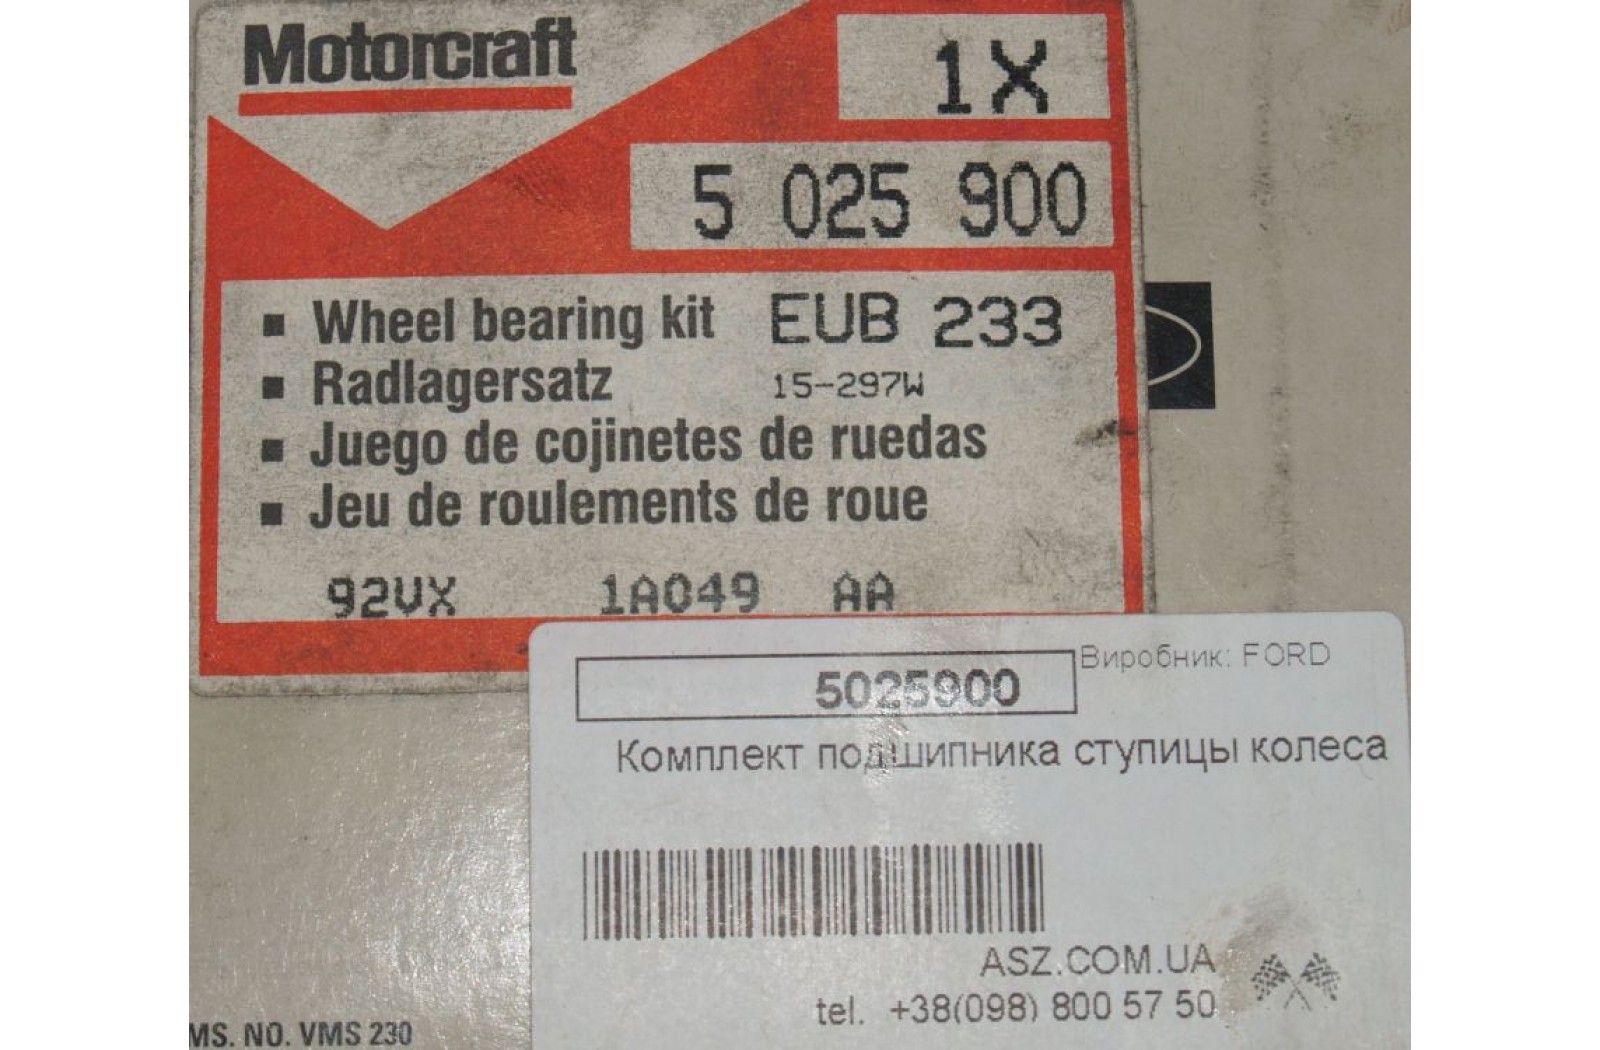 Motorcraft
1X
5 025 900
Wheel bearing kit EUB 233
Radlagersatz 15-297W
Juego de cojinetes de ruedas
Jeu de roulements de roue
92VX 1A049 AA
5025900
Виробник: FORD
Комплект подшипника ступицы колеса
ASZ.COM.UA
tel. +38(098) 800 57 50
MS. NO. VMS 230